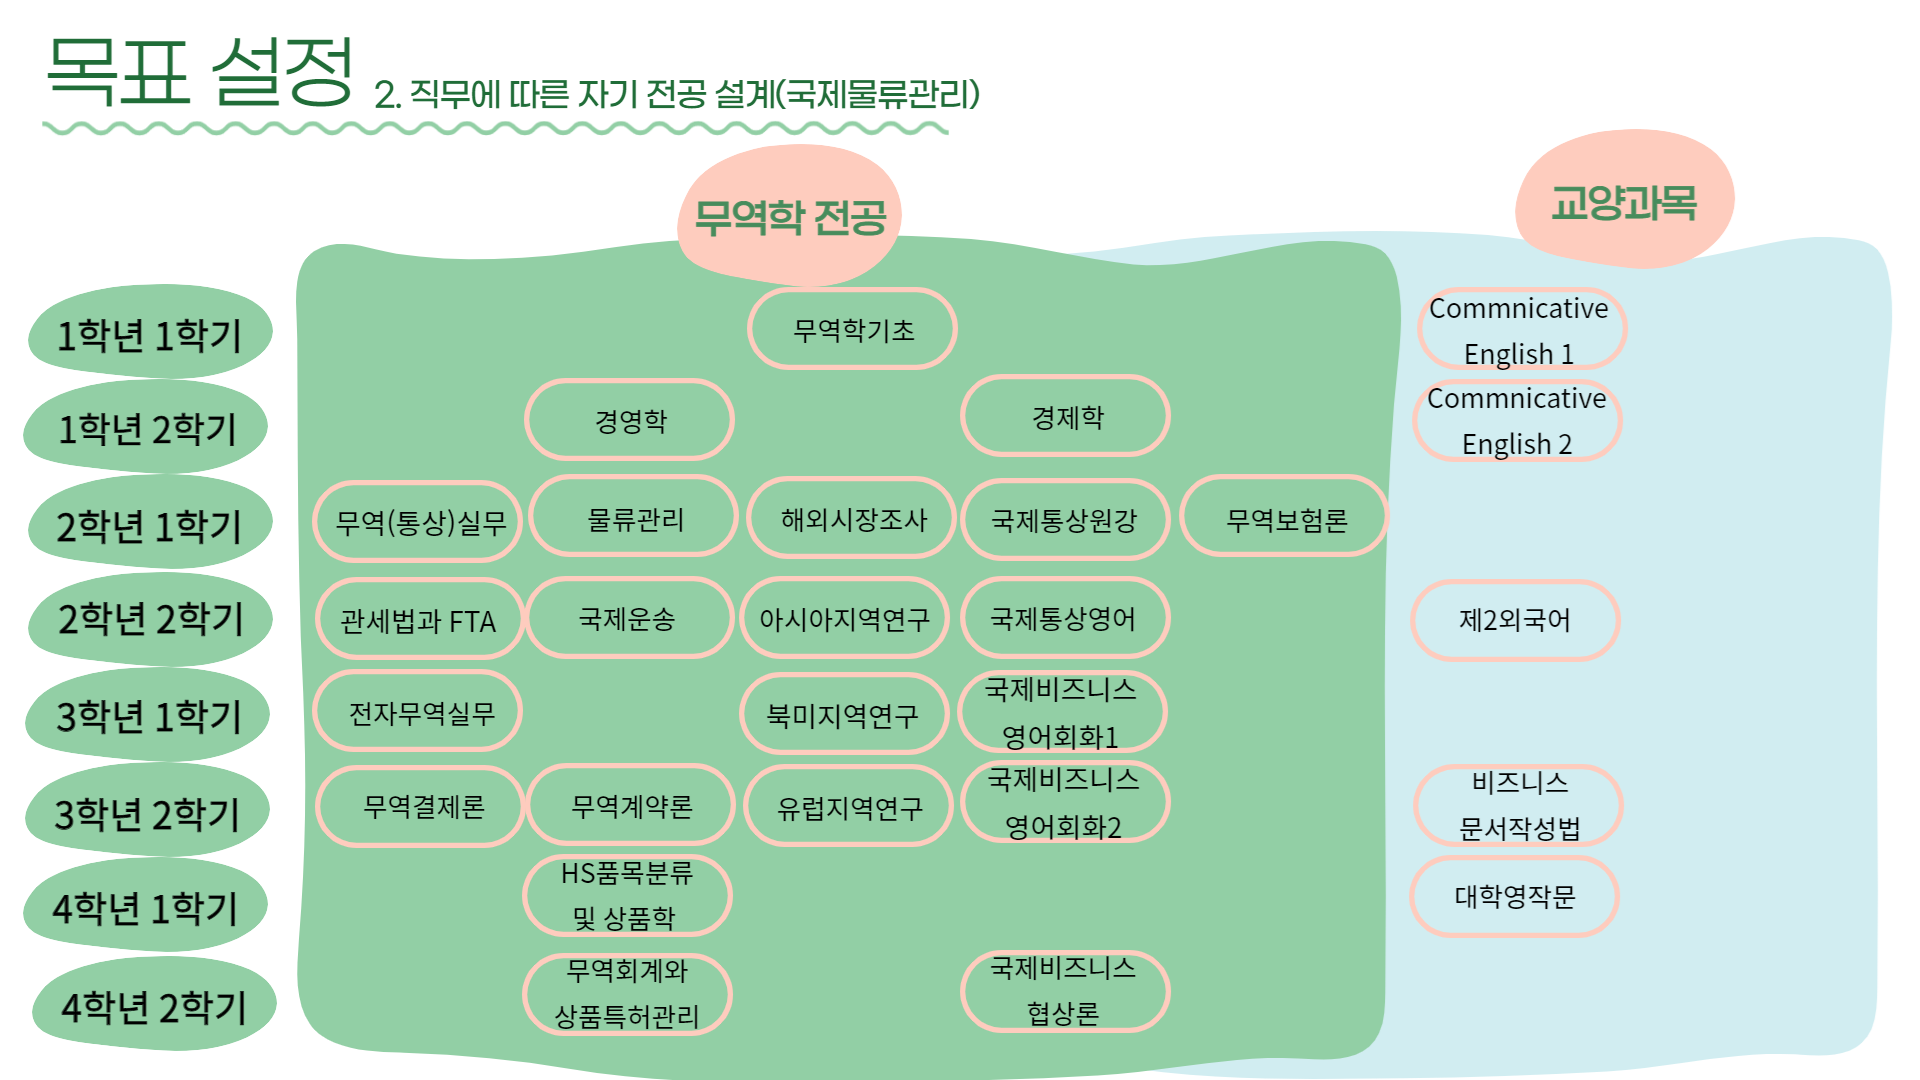 목표 설정 2. 직무에 따른 자기 전공 설계(국제물류관리)
무역학 전공
교양과목
1학년 1학기
무역학기초
Commnicative
English 1
1학년 2학기
경영학
경제학
Commnicative
English 2
2학년 1학기
무역(통상)실무
물류관리
해외시장조사
국제통상원강
무역보험론
2학년 2학기
관세법과 FTA
국제운송
아시아지역연구
국제통상영어
제2외국어
3학년 1학기
전자무역실무
북미지역연구
국제비즈니스
영어회화1
3학년 2학기
무역결제론
무역계약론
유럽지역연구
국제비즈니스
영어회화2
비즈니스
문서작성법
4학년 1학기
HS품목분류
및 상품학
대학영작문
4학년 2학기
무역회계와
상품특허관리
국제비즈니스
협상론